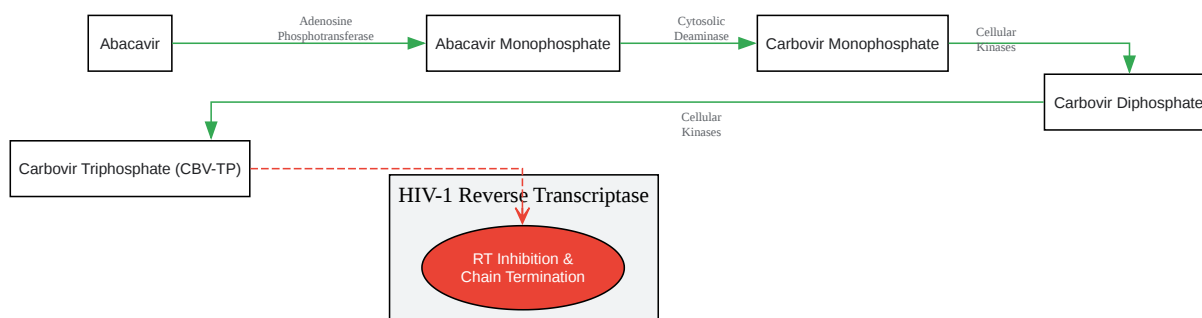 Abacavir
Adenosine
Phosphotransferase
Abacavir Monophosphate
Cytosolic
Deaminase
Carbovir Monophosphate
Cellular
Kinases
Carbovir Diphosphate
Cellular
Kinases
Carbovir Triphosphate (CBV-TP)
HIV-1 Reverse Transcriptase
RT Inhibition &
Chain Termination